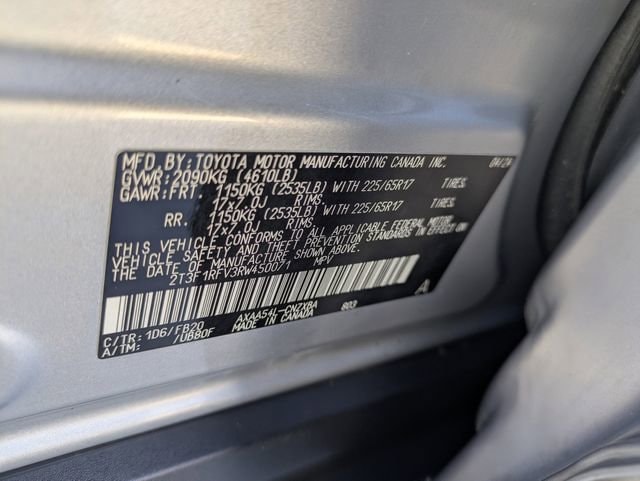 MFD. BY: TOYOTA MOTOR MANUFACTURING CANADA INC. 04/24
GVWR: 2090KG (4610LB)
GAWR: FRT. 1150KG (2535LB) WITH 225/65R17 TIRES.
17x7.0J RIMS.
RR. 1150KG (2535LB) WITH 225/65R17 TIRES.
17x7.0J RIMS.
THIS VEHICLE CONFORMS TO ALL APPLICABLE FEDERAL MOTOR
VEHICLE SAFETY AND THEFT PREVENTION STANDARDS IN
EFFECT ON THE DATE OF MANUFACTURE SHOWN ABOVE.
MPV
A
C/TR: 1D6/FB20 AXAA54L-CNZXBA 803
A/TM: /UB80F MADE IN CANADA